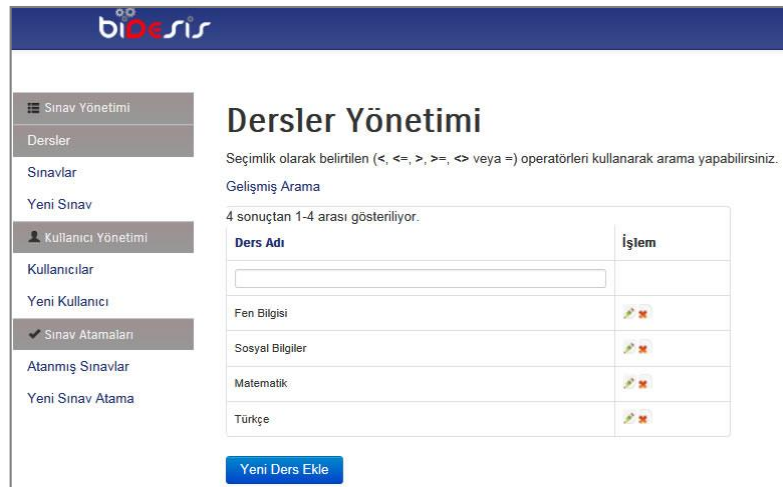 biDesis
Sınav Yönetimi
Dersler
Sınavlar
Yeni Sınav
Kullanıcı Yönetimi
Kullanıcılar
Yeni Kullanıcı
Sınav Atamaları
Atanmış Sınavlar
Yeni Sınav Atama
Dersler Yönetimi
Seçimlik olarak belirtilen (<, <=, >, >=, <> veya =) operatörleri kullanarak arama yapabilirsiniz.
Gelişmiş Arama
4 sonuçtan 1-4 arası gösteriliyor.
Ders Adı İşlem
Fen Bilgisi
Sosyal Bilgiler
Matematik
Türkçe
Yeni Ders Ekle